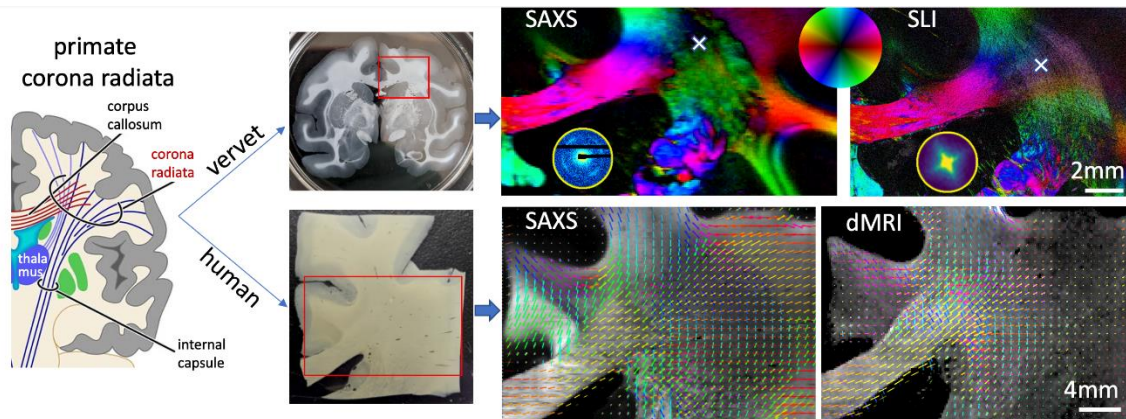 primate
corona radiata
corpus
callosum
corona
radiata
thala
mus
internal
capsule
vervet
human
SAXS
SLI
2mm
SAXS
dMRI
4mm